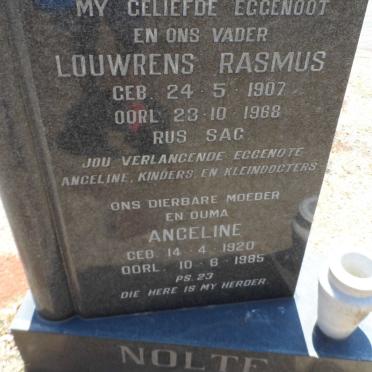 MY GELIEFDE EGGENOOT
EN ONS VADER
LOUWRENS RASMUS
GEB. 24·5·1907
OORL. 23·10·1968
RUS SAG
JOU VERLANGENDE EGGENOTE
ANGELINE, KINDERS, EN KLEINDOGTERS
ONS DIERBARE MOEDER
EN OUMA
ANGELINE
GEB. 14·4·1920
OORL. 10·6·1985
PS. 23
DIE HERE IS MY HERDER
NOLTE